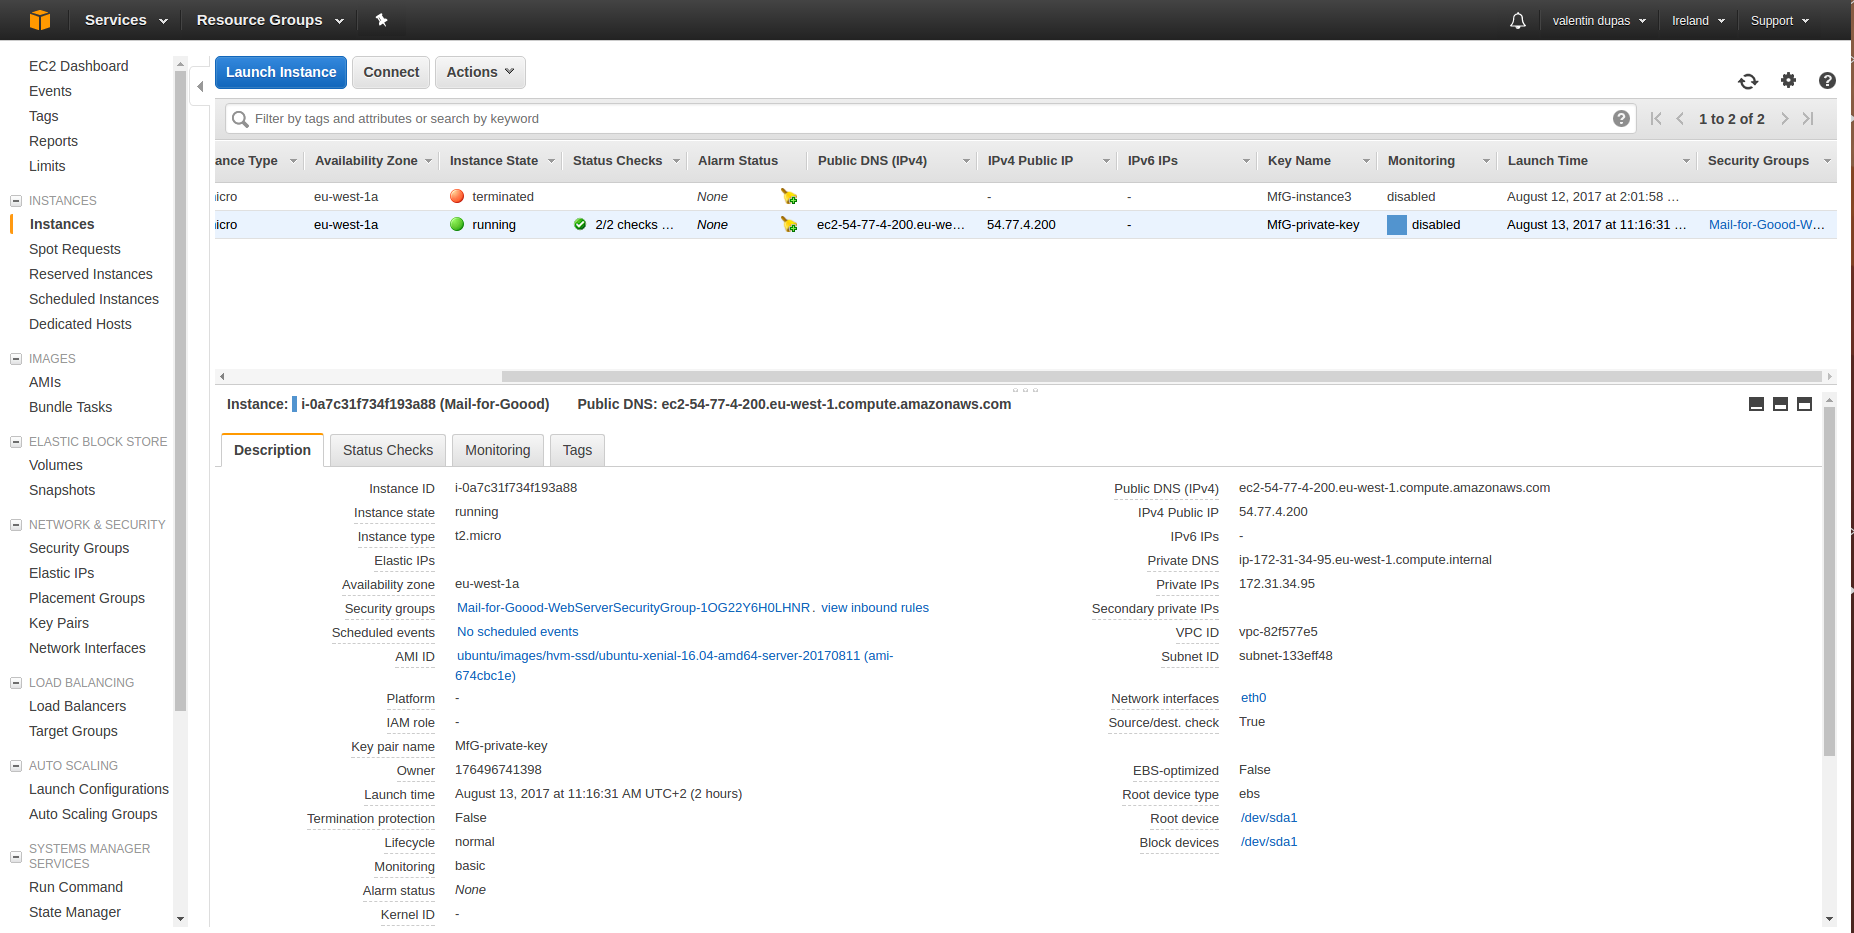 Services Resource Groups valentin dupas Ireland Support
EC2 Dashboard
Events
Tags
Reports
Limits
INSTANCES
Instances
Spot Requests
Reserved Instances
Scheduled Instances
Dedicated Hosts
IMAGES
AMIs
Bundle Tasks
ELASTIC BLOCK STORE
Volumes
Snapshots
NETWORK & SECURITY
Security Groups
Elastic IPs
Placement Groups
Key Pairs
Network Interfaces
LOAD BALANCING
Load Balancers
Target Groups
AUTO SCALING
Launch Configurations
Auto Scaling Groups
SYSTEMS MANAGER
SERVICES
Run Command
State Manager
Launch Instance Connect Actions
Filter by tags and attributes or search by keyword 1 to 2 of 2
ance Type Availability Zone Instance State Status Checks Alarm Status Public DNS (IPv4) IPv4 Public IP IPv6 IPs Key Name Monitoring Launch Time Security Groups
icro eu-west-1a terminated None - - MfG-instance3 disabled August 12, 2017 at 2:01:58 ...
icro eu-west-1a running 2/2 checks ... None ec2-54-77-4-200.eu-we... 54.77.4.200 - MfG-private-key disabled August 13, 2017 at 11:16:31 ... Mail-for-Goood-W...
Instance: i-0a7c31f734f193a88 (Mail-for-Goood) Public DNS: ec2-54-77-4-200.eu-west-1.compute.amazonaws.com
Description Status Checks Monitoring Tags
Instance ID i-0a7c31f734f193a88
Instance state running
Instance type t2.micro
Elastic IPs
Availability zone eu-west-1a
Security groups Mail-for-Goood-WebServerSecurityGroup-1OG22Y6H0LHNR . view inbound rules
Scheduled events No scheduled events
AMI ID ubuntu/images/hvm-ssd/ubuntu-xenial-16.04-amd64-server-20170811 (ami-
674cbc1e)
Platform -
IAM role -
Key pair name MfG-private-key
Owner 176496741398
Launch time August 13, 2017 at 11:16:31 AM UTC+2 (2 hours)
Termination protection False
Lifecycle normal
Monitoring basic
Alarm status None
Kernel ID -
Public DNS (IPv4) ec2-54-77-4-200.eu-west-1.compute.amazonaws.com
IPv4 Public IP 54.77.4.200
IPv6 IPs -
Private DNS ip-172-31-34-95.eu-west-1.compute.internal
Private IPs 172.31.34.95
Secondary private IPs
VPC ID vpc-82f577e5
Subnet ID subnet-133eff48
Network interfaces eth0
Source/dest. check True
EBS-optimized False
Root device type ebs
Root device /dev/sda1
Block devices /dev/sda1